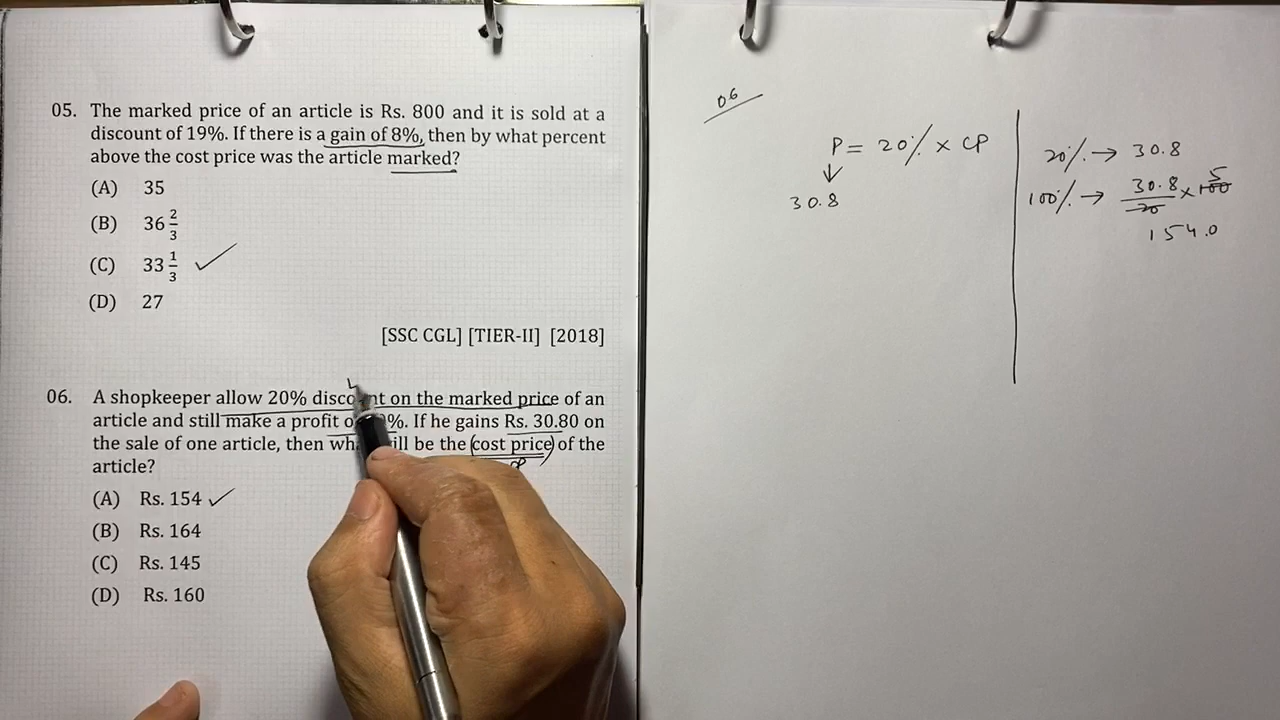 05. The marked price of an article is Rs. 800 and it is sold at a
discount of 19%. If there is a gain of 8%, then by what percent
above the cost price was the article marked?
(A) 35
(B) 36 2/3
(C) 33 1/3
(D) 27
[SSC CGL] [TIER-II] [2018]
06. A shopkeeper allow 20% discount on the marked price of an
article and still make a profit %. If he gains Rs. 30.80 on
the sale of one article, then will be the cost price of the
CP
article?
(A) Rs. 154
(B) Rs. 164
(C) Rs. 145
(D) Rs. 160
06
P = 20% × CP
30.8
20% → 30.8
100% → 30.8/20 × 100 5
154.0